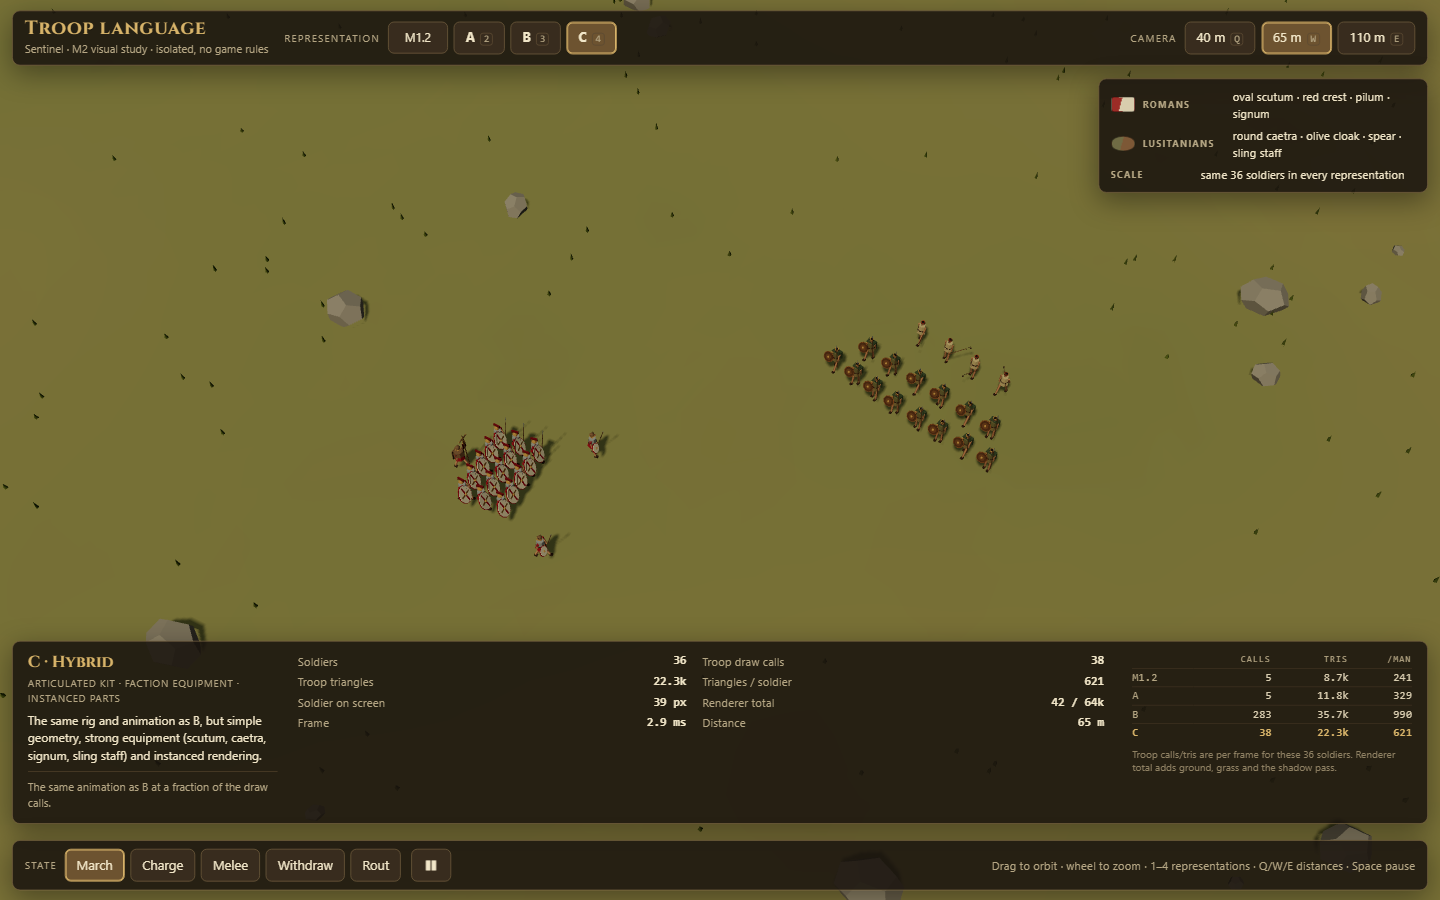 TROOP LANGUAGE
Sentinel · M2 visual study · isolated, no game rules
REPRESENTATION
M1.2
A 2
B 3
C 4
CAMERA
40 m Q
65 m W
110 m E
ROMANS
oval scutum · red crest · pilum ·
signum
LUSITANIANS
round caetra · olive cloak · spear ·
sling staff
SCALE
same 36 soldiers in every representation
C · HYBRID
ARTICULATED KIT · FACTION EQUIPMENT ·
INSTANCED PARTS
The same rig and animation as B, but simple
geometry, strong equipment (scutum, caetra,
signum, sling staff) and instanced rendering.
The same animation as B at a fraction of the draw
calls.
Soldiers 36
Troop triangles 22.3k
Soldier on screen 39 px
Frame 2.9 ms
Troop draw calls 38
Triangles / soldier 621
Renderer total 42 / 64k
Distance 65 m
CALLS TRIS /MAN
M1.2 5 8.7k 241
A 5 11.8k 329
B 283 35.7k 990
C 38 22.3k 621
Troop calls/tris are per frame for these 36 soldiers. Renderer
total adds ground, grass and the shadow pass.
STATE
March
Charge
Melee
Withdraw
Rout
Drag to orbit · wheel to zoom · 1–4 representations · Q/W/E distances · Space pause